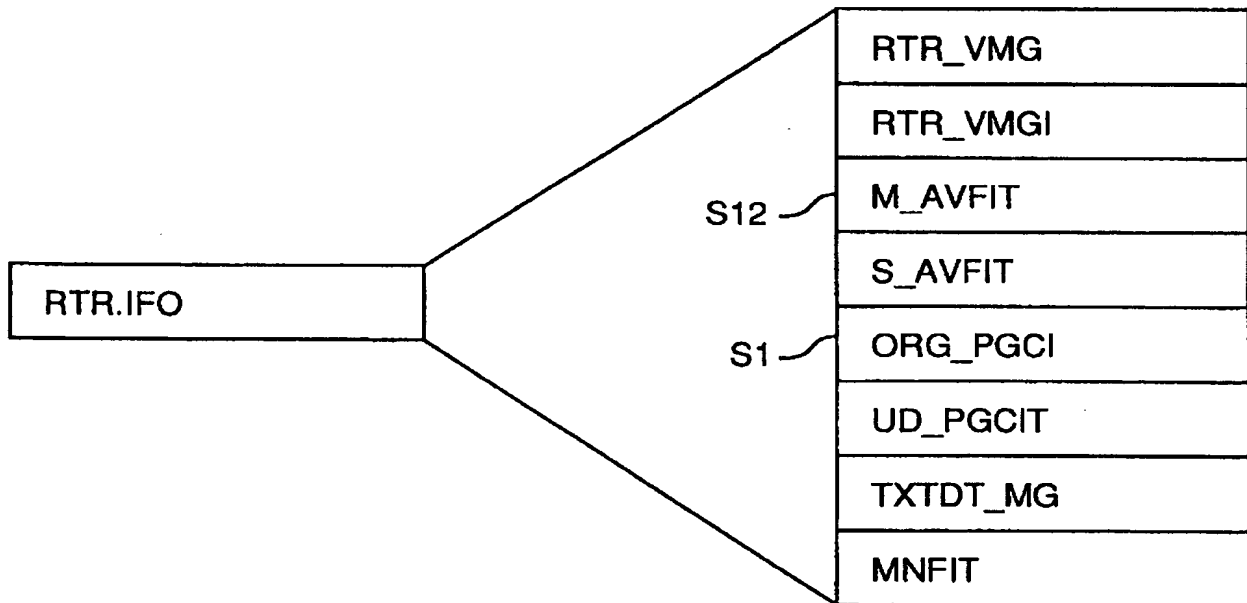 RTR.IFO
RTR_VMG
RTR_VMGI
S12
M_AVFIT
S_AVFIT
S1
ORG_PGCI
UD_PGCIT
TXTDT_MG
MNFIT